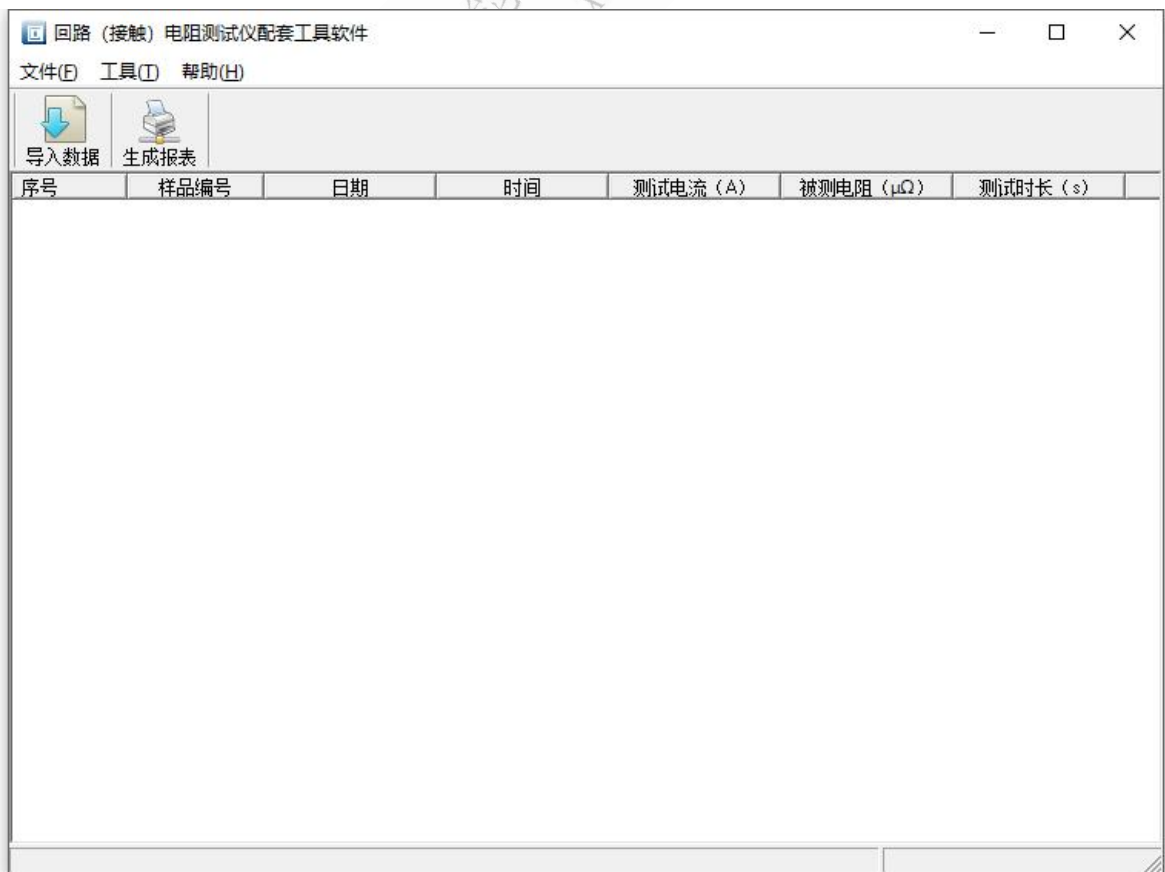 回路（接触）电阻测试仪配套工具软件
文件(F) 工具(T) 帮助(H)
导入数据 生成报表
序号 样品编号 日期 时间 测试电流（A） 被测电阻（μΩ） 测试时长（s）